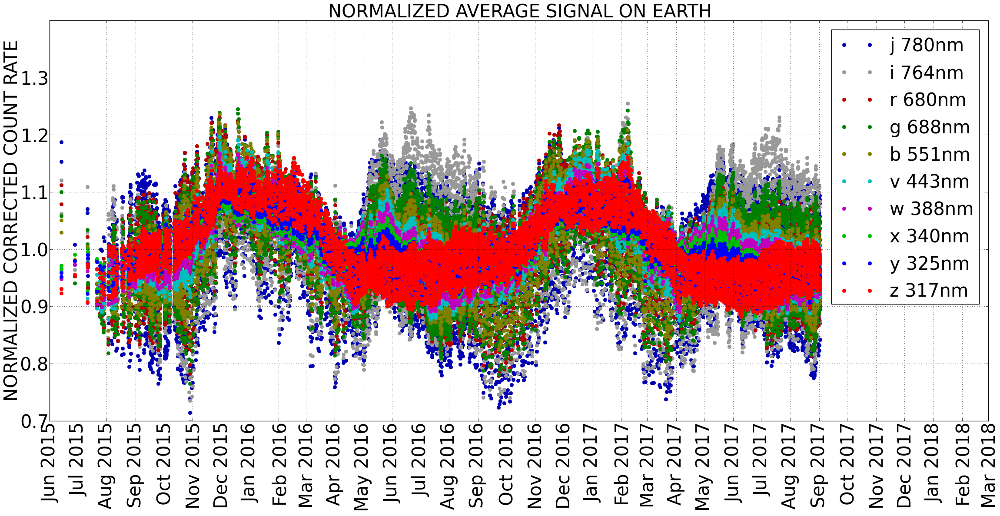 NORMALIZED AVERAGE SIGNAL ON EARTH
NORMALIZED CORRECTED COUNT RATE
1.3
1.2
1.1
1.0
0.9
0.8
0.7
j 780nm
i 764nm
r 680nm
g 688nm
b 551nm
v 443nm
w 388nm
x 340nm
y 325nm
z 317nm
Jun 2015
Jul 2015
Aug 2015
Sep 2015
Oct 2015
Nov 2015
Dec 2015
Jan 2016
Feb 2016
Mar 2016
Apr 2016
May 2016
Jun 2016
Jul 2016
Aug 2016
Sep 2016
Oct 2016
Nov 2016
Dec 2016
Jan 2017
Feb 2017
Mar 2017
Apr 2017
May 2017
Jun 2017
Jul 2017
Aug 2017
Sep 2017
Oct 2017
Nov 2017
Dec 2017
Jan 2018
Feb 2018
Mar 2018